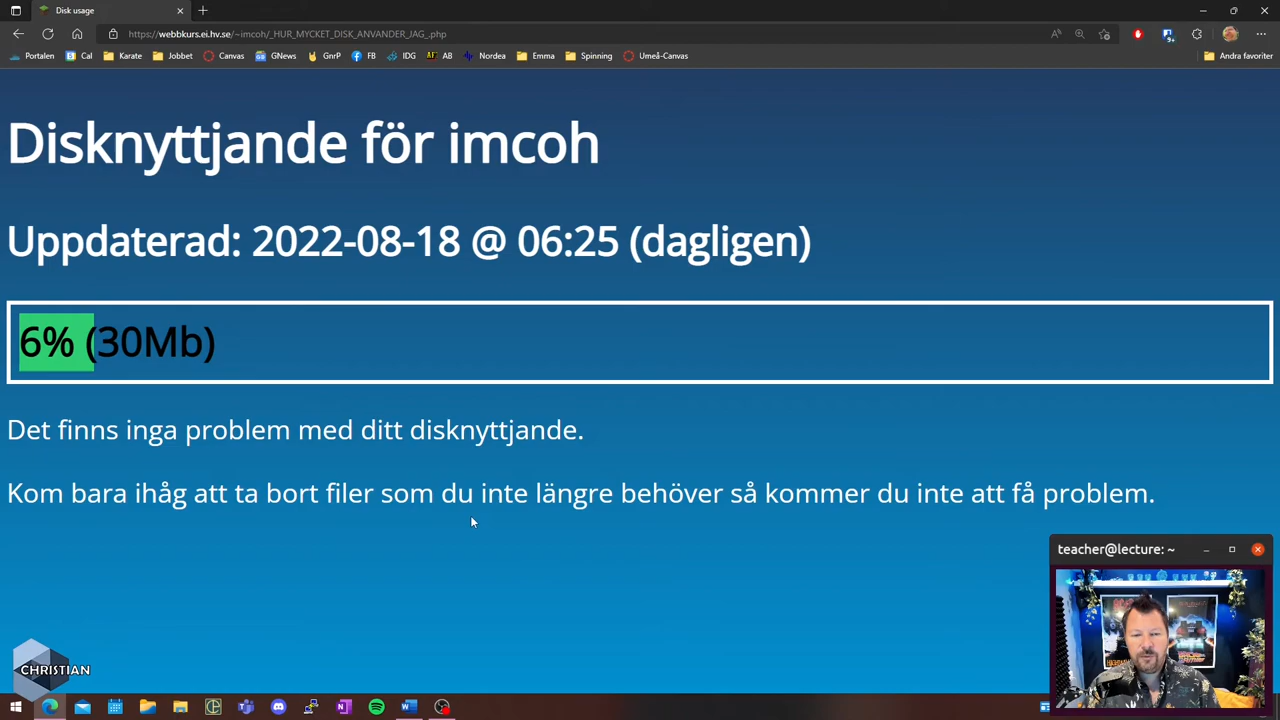 Disk usage
https://webbkurs.ei.hv.se/~imcoh/_HUR_MYCKET_DISK_ANVANDER_JAG_.php
Portalen Cal Karate Jobbet Canvas GNews GnrP FB IDG AB Nordea Emma Spinning Umeå-Canvas Andra favoriter
Disknyttjande för imcoh
Uppdaterad: 2022-08-18 @ 06:25 (dagligen)
6% (30Mb)
Det finns inga problem med ditt disknyttjande.
Kom bara ihåg att ta bort filer som du inte längre behöver så kommer du inte att få problem.
teacher@lecture: ~
CHRISTIAN